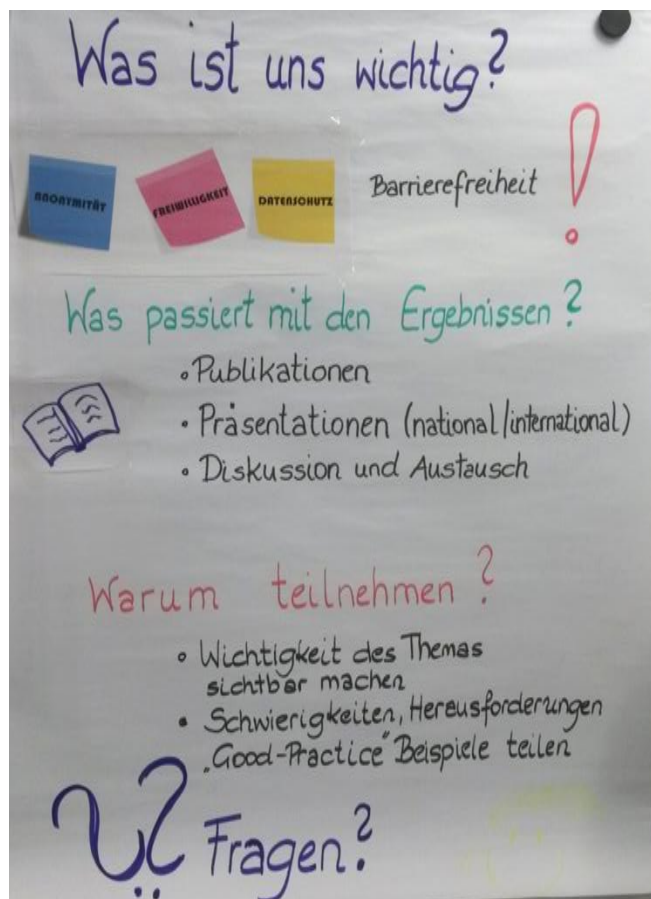 Was ist uns wichtig?
ANONYMITÄT
FREIWILLIGKEIT
DATENSCHUTZ
Barrierefreiheit !
Was passiert mit den Ergebnissen?
• Publikationen
• Präsentationen (national/international)
• Diskussion und Austausch
Warum teilnehmen?
• Wichtigkeit des Themas
sichtbar machen
• Schwierigkeiten, Herausforderungen
„Good-Practice" Beispiele teilen
?? Fragen?